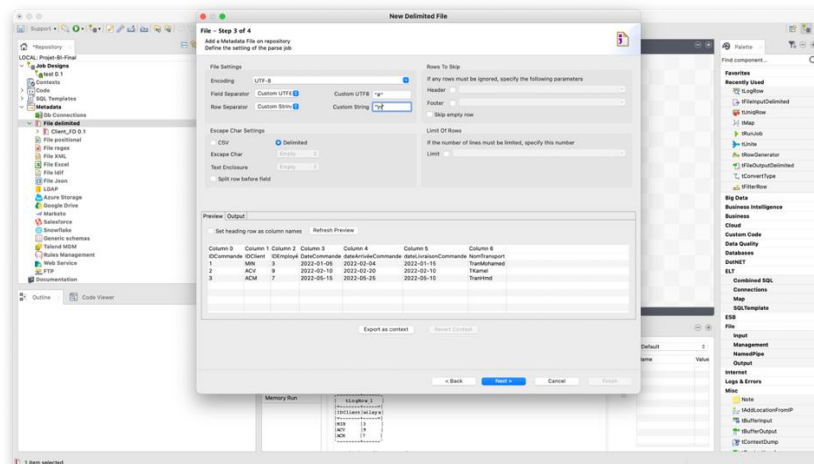 New Delimited File
Support
*Repository
LOCAL: Projet-BI-Final
Job Designs
test 0.1
Contexts
Code
SQL Templates
Metadata
Db Connections
File delimited
Client_FD 0.1
File positional
File regex
File XML
File Excel
File ldif
File Json
LDAP
Azure Storage
Google Drive
Marketo
Salesforce
Snowflake
Generic schemas
Talend MDM
Rules Management
Web Service
FTP
Documentation
Outline
Code Viewer
1 item selected
File - Step 3 of 4
Add a Metadata File on repository
Define the setting of the parse job
File Settings
Encoding UTF-8
Field Separator Custom UTF8 Custom UTF8
Row Separator Custom String Custom String
Rows To Skip
If any rows must be ignored, specify the following parameters
Header
Footer
Skip empty row
Escape Char Settings
CSV Delimited
Escape Char Empty
Text Enclosure Empty
Split row before field
Limit Of Rows
If the number of lines must be limited, specify this number
Limit
Preview Output
Set heading row as column names Refresh Preview
Column 0 Column 1 Column 2 Column 3 Column 4 Column 5 Column 6
IDCommande IDClient IDEmployé DateCommande dateArrivéeCommande dateLivraisonCommande NomTransport
1 MIN 3 2022-01-05 2022-02-04 2022-01-15 TranMohamed
2 ACV 9 2022-02-10 2022-02-20 2022-02-10 TKamel
3 ACM 7 2022-05-15 2022-05-25 2022-05-10 TranHmd
Export as context Revert Context
< Back Next > Cancel Finish
Memory Run
tLogRow_1
IDClient|wilaya
MIN |3
ACV |9
ACM |7
Default
Value
Palette
Find component...
Favorites
Recently Used
tLogRow
tFileInputDelimited
tUniqRow
tMap
tRunJob
tUnite
tRowGenerator
tFileOutputDelimited
tConvertType
tFilterRow
Big Data
Business Intelligence
Business
Cloud
Custom Code
Data Quality
Databases
DotNET
ELT
Combined SQL
Connections
Map
SQLTemplate
ESB
File
Input
Management
NamedPipe
Output
Internet
Logs & Errors
Misc
Note
tAddLocationFromIP
tBufferInput
tBufferOutput
tContextDump